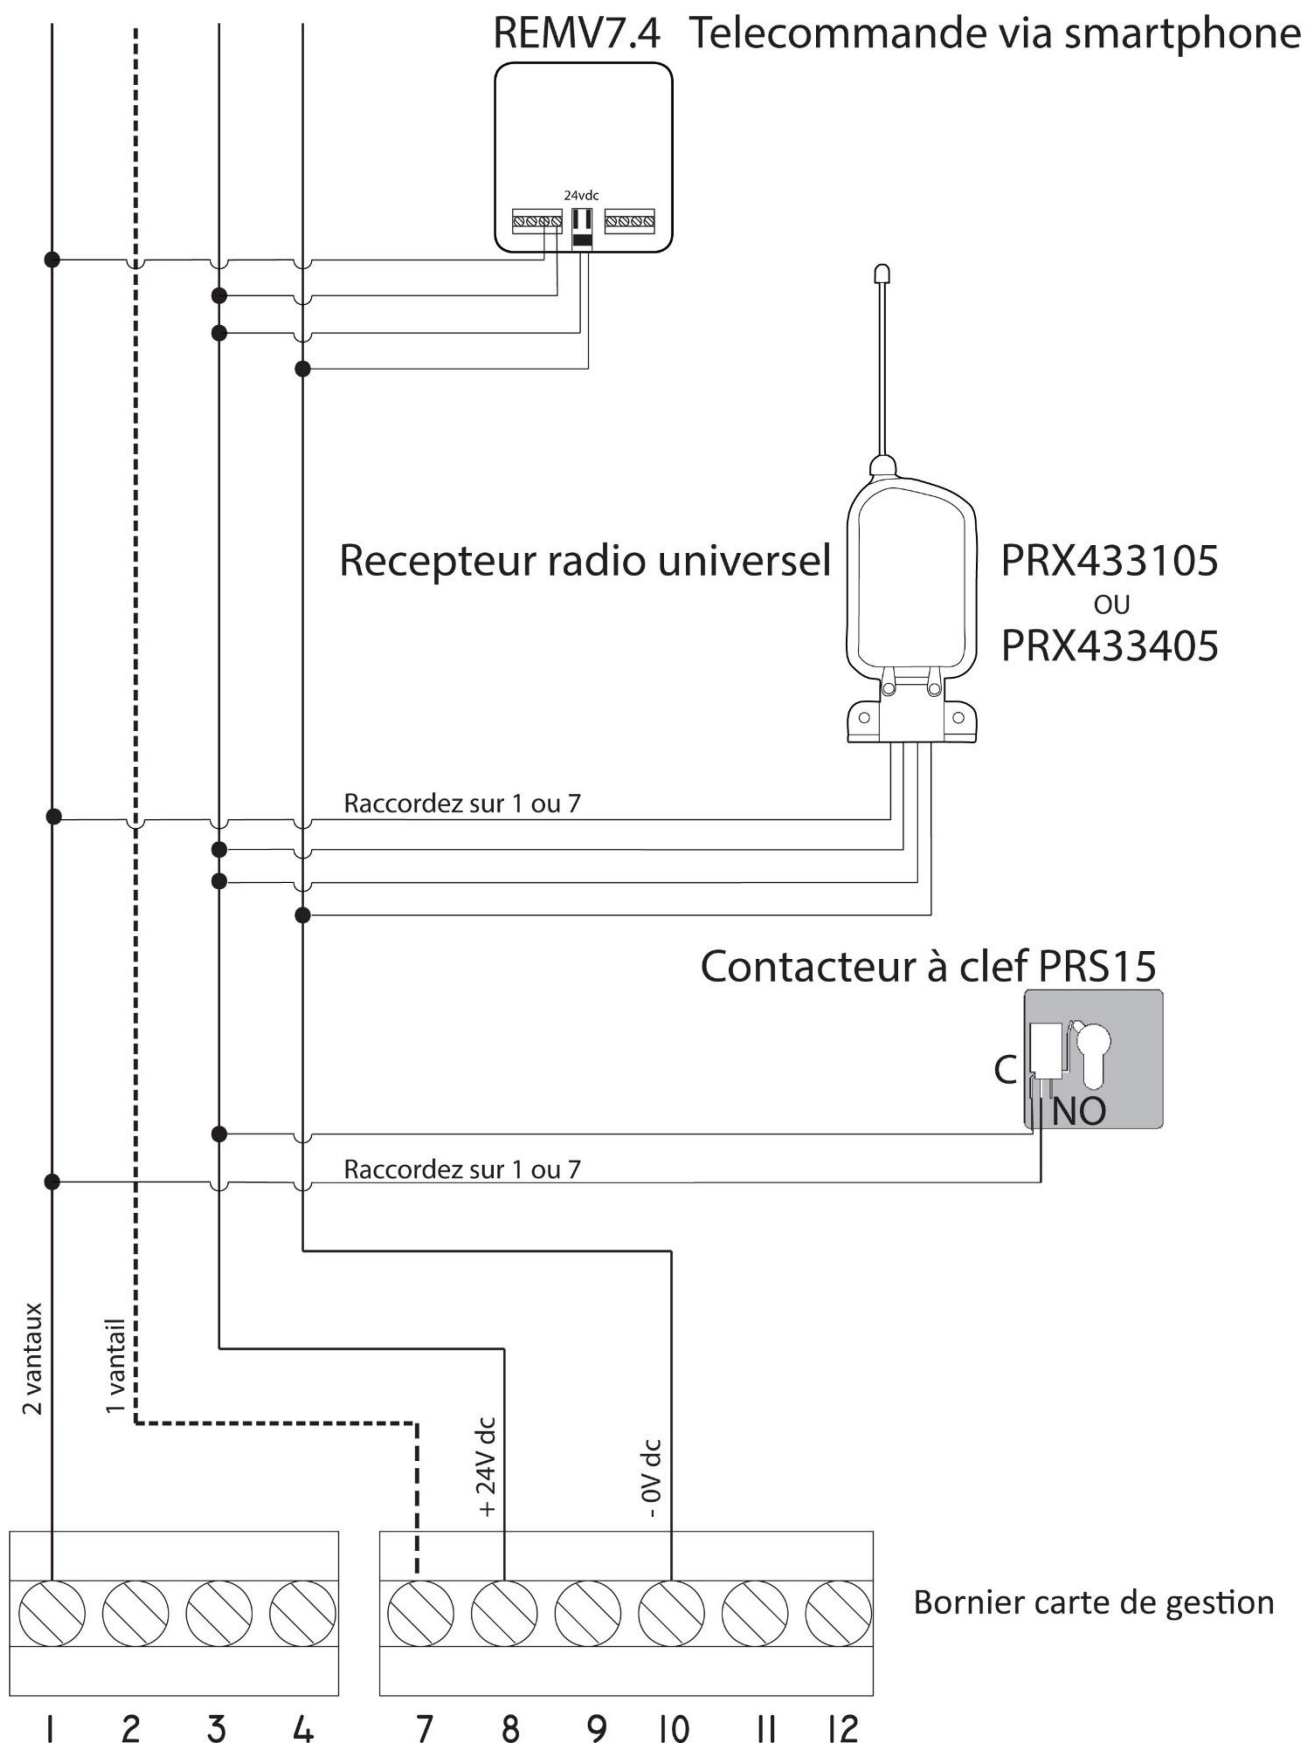 REMV7.4 Telecommande via smartphone
24vdc
Recepteur radio universel
PRX433105
OU
PRX433405
Raccordez sur 1 ou 7
Contacteur à clef PRS15
C
NO
Raccordez sur 1 ou 7
2 vantaux
1 vantail
+ 24V dc
- 0V dc
Bornier carte de gestion
1 2 3 4 7 8 9 10 11 12